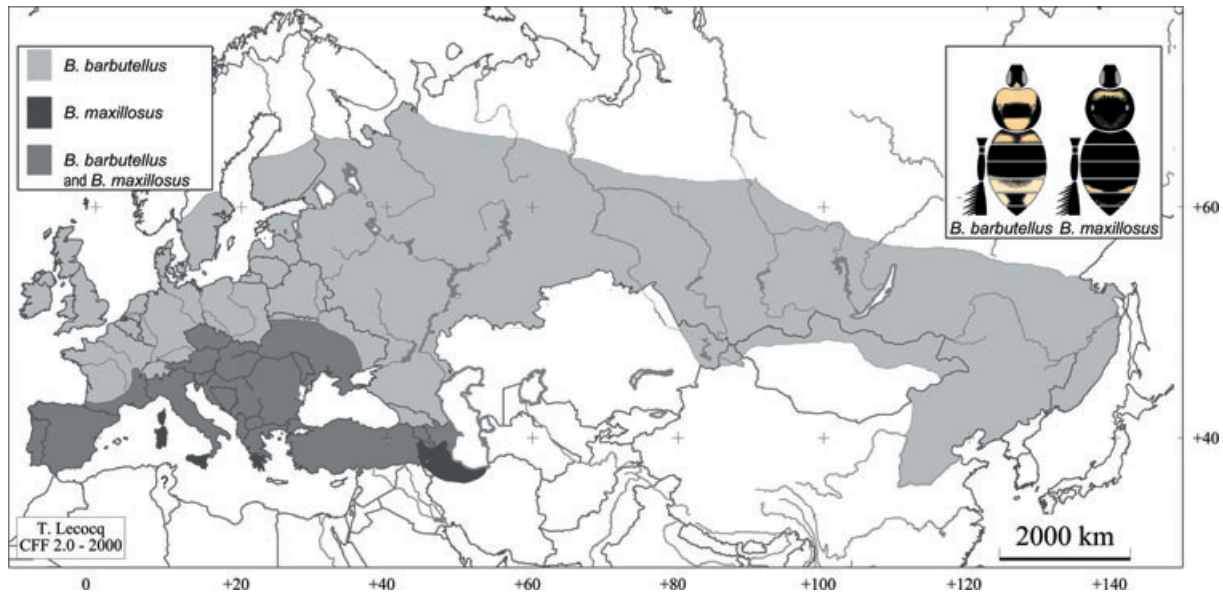 B. barbutellus
B. maxillosus
B. barbutellus
and B. maxillosus
B. barbutellus B. maxillosus
+60
+40
?
T. Lecocq
CFF 2.0 - 2000
2000 km
0 +20 +40 +60 +80 +100 +120 +140